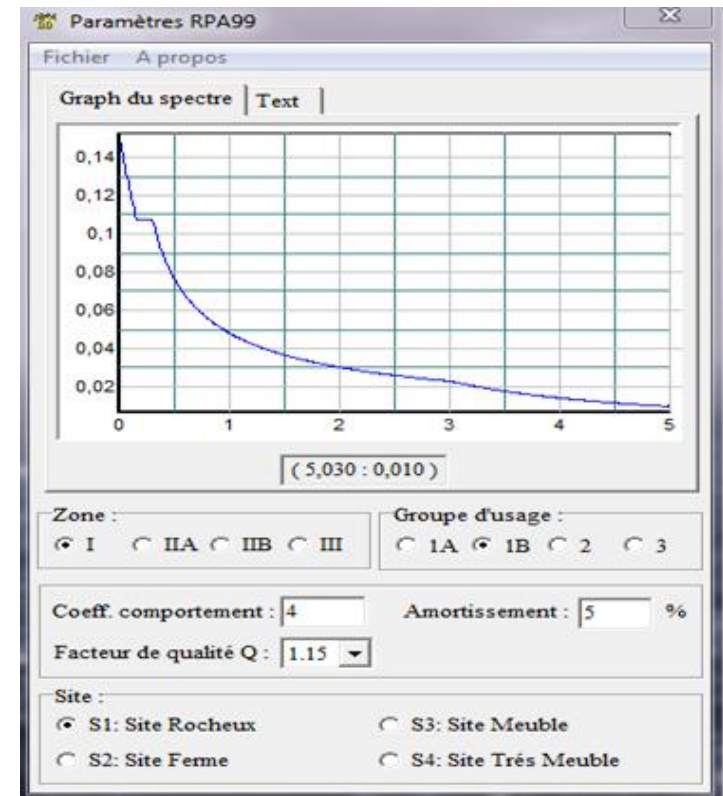 Paramètres RPA99
Fichier A propos
Graph du spectre Text
0,14
0,12
0,1
0,08
0,06
0,04
0,02
0 1 2 3 4 5
( 5,030 : 0,010 )
Zone : Groupe d'usage :
I IIA IIB III 1A 1B 2 3
Coeff. comportement : 4 Amortissement : 5 %
Facteur de qualité Q : 1.15
Site :
S1: Site Rocheux S3: Site Meuble
S2: Site Ferme S4: Site Trés Meuble